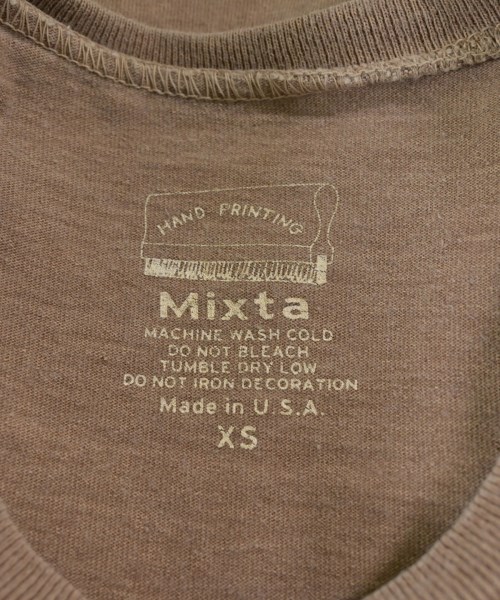 HAND PRINTING
Mixta
MACHINE WASH COLD
DO NOT BLEACH
TUMBLE DRY LOW
DO NOT IRON DECORATION
Made in U.S.A.
XS